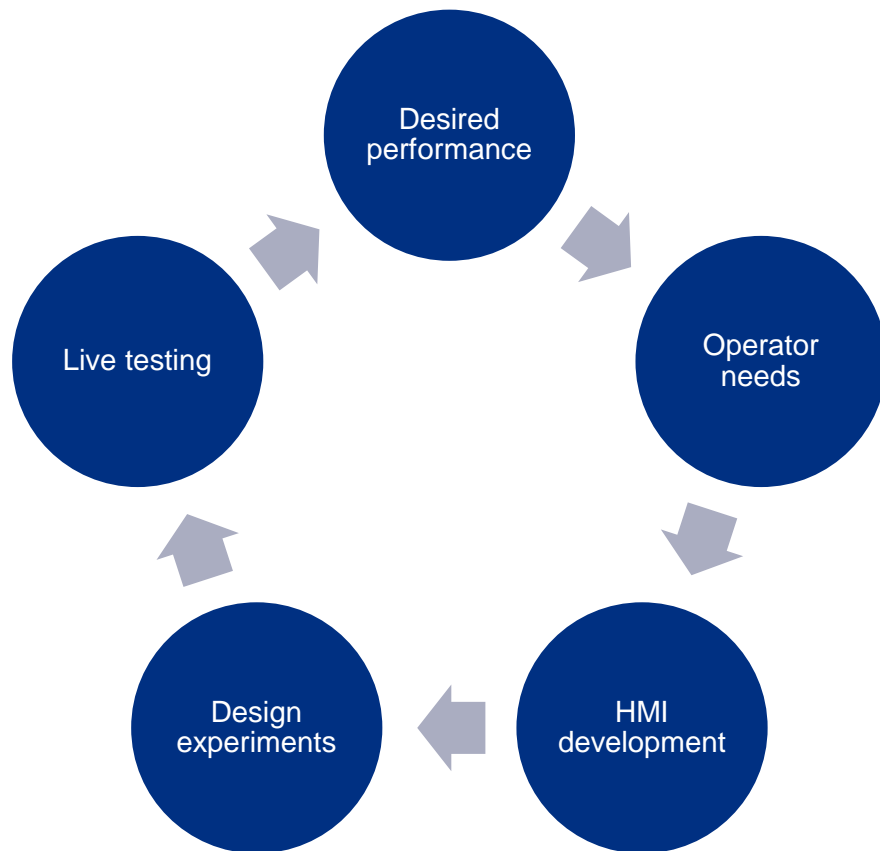 Desired
performance
Operator
needs
HMI
development
Design
experiments
Live testing